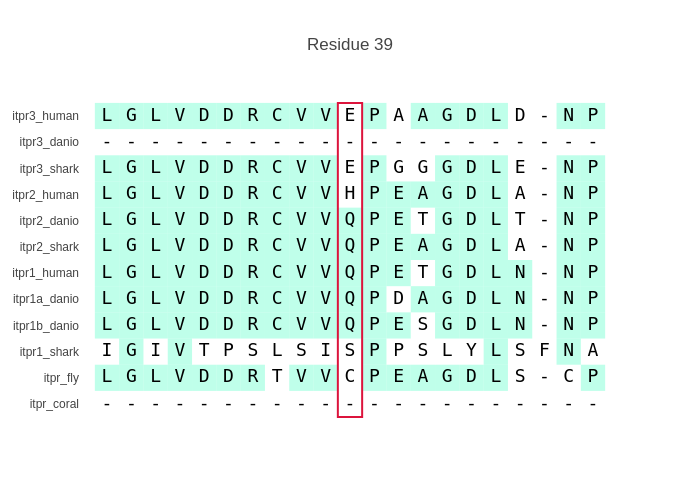 Residue 39
itpr3_human L G L V D D R C V V E P A A G D L D - N P
itpr3_danio - - - - - - - - - - - - - - - - - - - - -
itpr3_shark L G L V D D R C V V E P G G G D L E - N P
itpr2_human L G L V D D R C V V H P E A G D L A - N P
itpr2_danio L G L V D D R C V V Q P E T G D L T - N P
itpr2_shark L G L V D D R C V V Q P E A G D L A - N P
itpr1_human L G L V D D R C V V Q P E T G D L N - N P
itpr1a_danio L G L V D D R C V V Q P D A G D L N - N P
itpr1b_danio L G L V D D R C V V Q P E S G D L N - N P
itpr1_shark I G I V T P S L S I S P P S L Y L S F N A
itpr_fly L G L V D D R T V V C P E A G D L S - C P
itpr_coral - - - - - - - - - - - - - - - - - - - - -